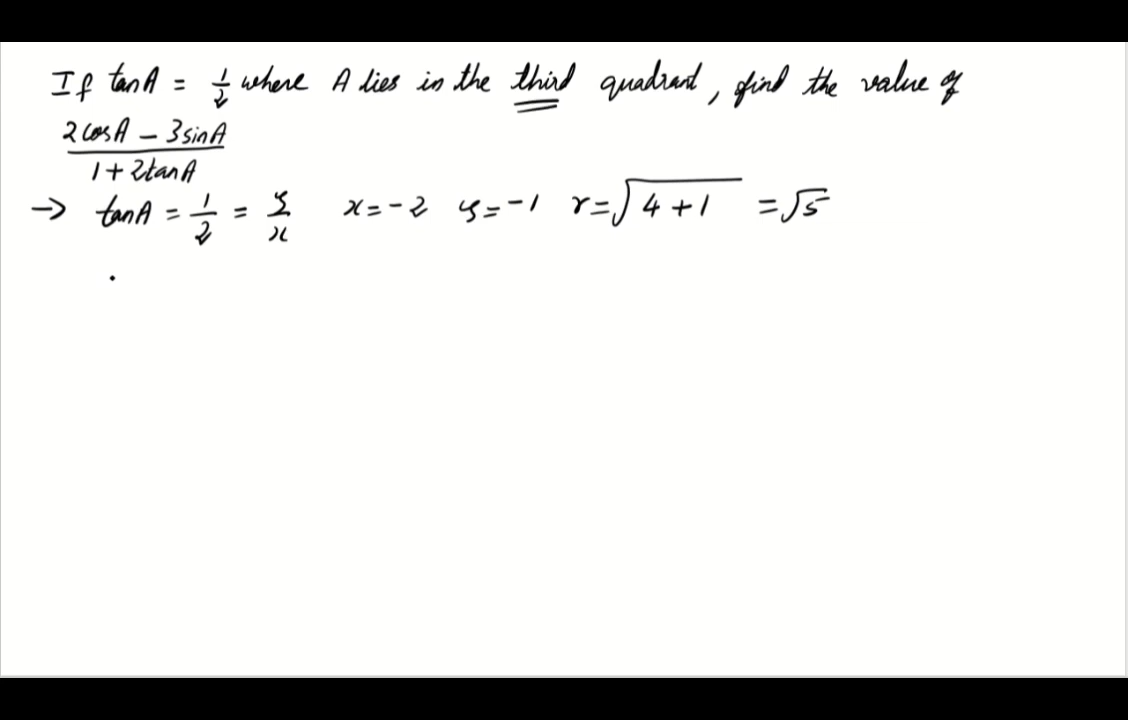 If tanA = 1/2 where A lies in the third quadrant, find the value of
2cosA - 3sinA
1 + 2tanA
→ tanA = 1/2 = y/x x = -2 y = -1 r = √4+1 = √5